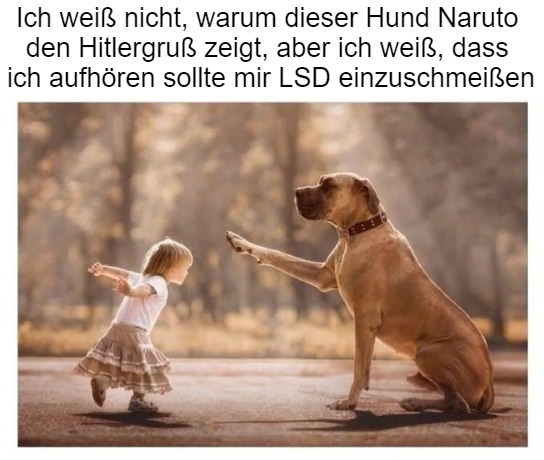 Ich weiß nicht, warum dieser Hund Naruto
den Hitlergruß zeigt, aber ich weiß, dass
ich aufhören sollte mir LSD einzuschmeißen